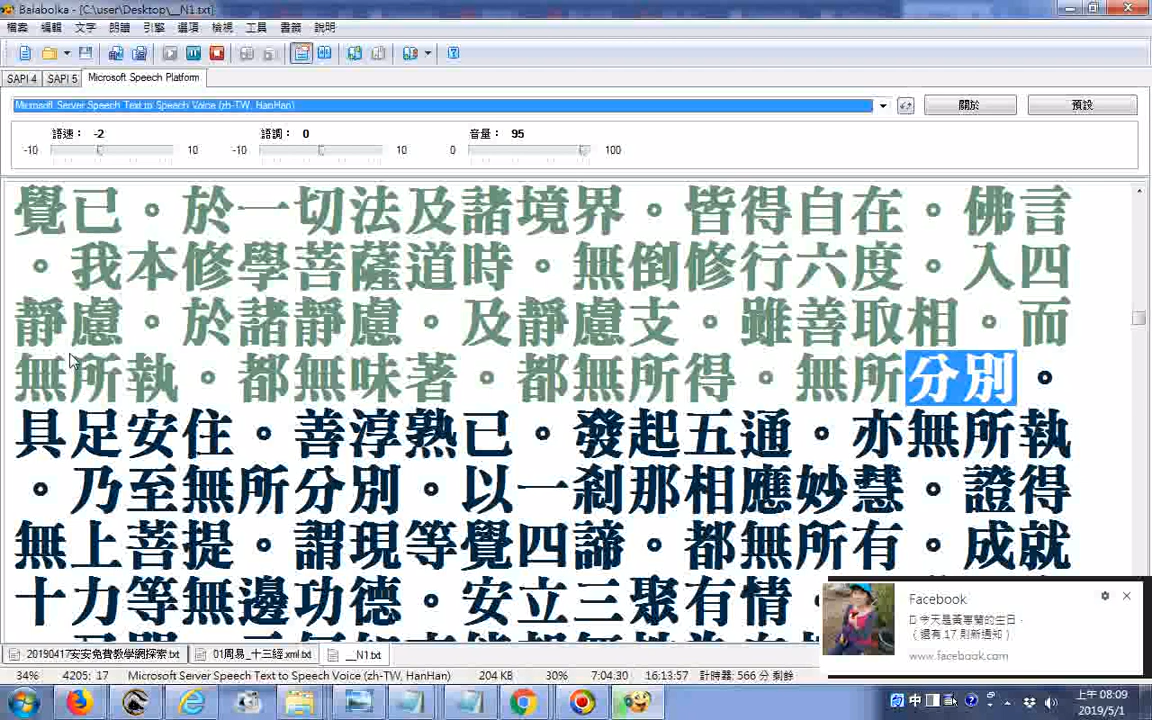 Balabolka - [C:\user\Desktop\__N1.txt]
檔案 編輯 文字 朗讀 引擎 選項 檢視 工具 書籤 說明
SAPI 4 SAPI 5 Microsoft Speech Platform
Microsoft Server Speech Text to Speech Voice (zh-TW, HanHan)
關於 預設
語速： -2 語調： 0 音量： 95
-10 10 -10 10 0 100
覺已。於一切法及諸境界。皆得自在。佛言
。我本修學菩薩道時。無倒修行六度。入四
靜慮。於諸靜慮。及靜慮支。雖善取相。而
無所執。都無味著。都無所得。無所分別。
具足安住。善淳熟已。發起五通。亦無所執
。乃至無所分別。以一剎那相應妙慧。證得
無上菩提。謂現等覺四諦。都無所有。成就
十力等無邊功德。安立三聚有情
Facebook
今天是黃專蘭的生日。
（還有 17 則新通知）
www.facebook.com
20190417安安免費教學網探索.txt 01周易_十三經.xml.txt __N1.txt
34% 4205: 17 Microsoft Server Speech Text to Speech Voice (zh-TW, HanHan) 204 KB 30% 7:04.30 16:13:57 計時器: 566 分 剩餘
中
上午 08:09
2019/5/1